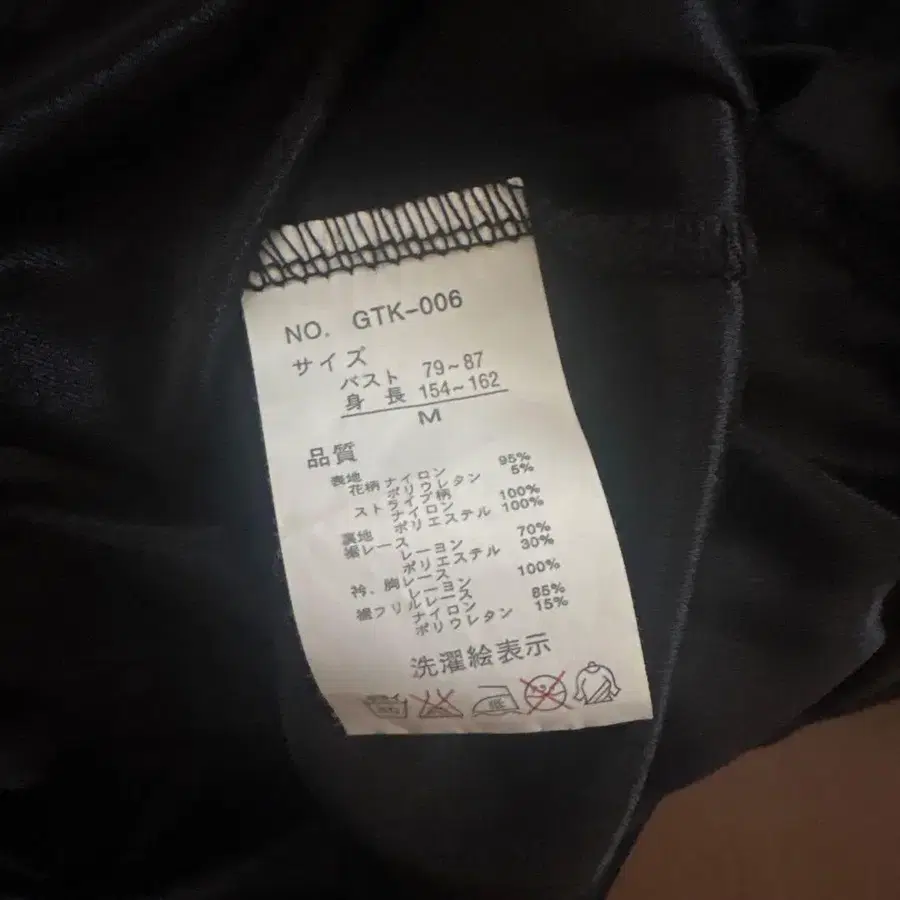 NO. GTK-006
サイズ
バスト 79~87
身長 154~162
M
品質
表地
花柄ナイロン 95%
ポリウレタン 5%
ストライプ柄
ナイロン 100%
裏地 ポリエステル 100%
裾レース
レーヨン 70%
ポリエステル 30%
衿、胸レース
レーヨン 100%
裾フリルレース
ナイロン 85%
ポリウレタン 15%
洗濯絵表示
低